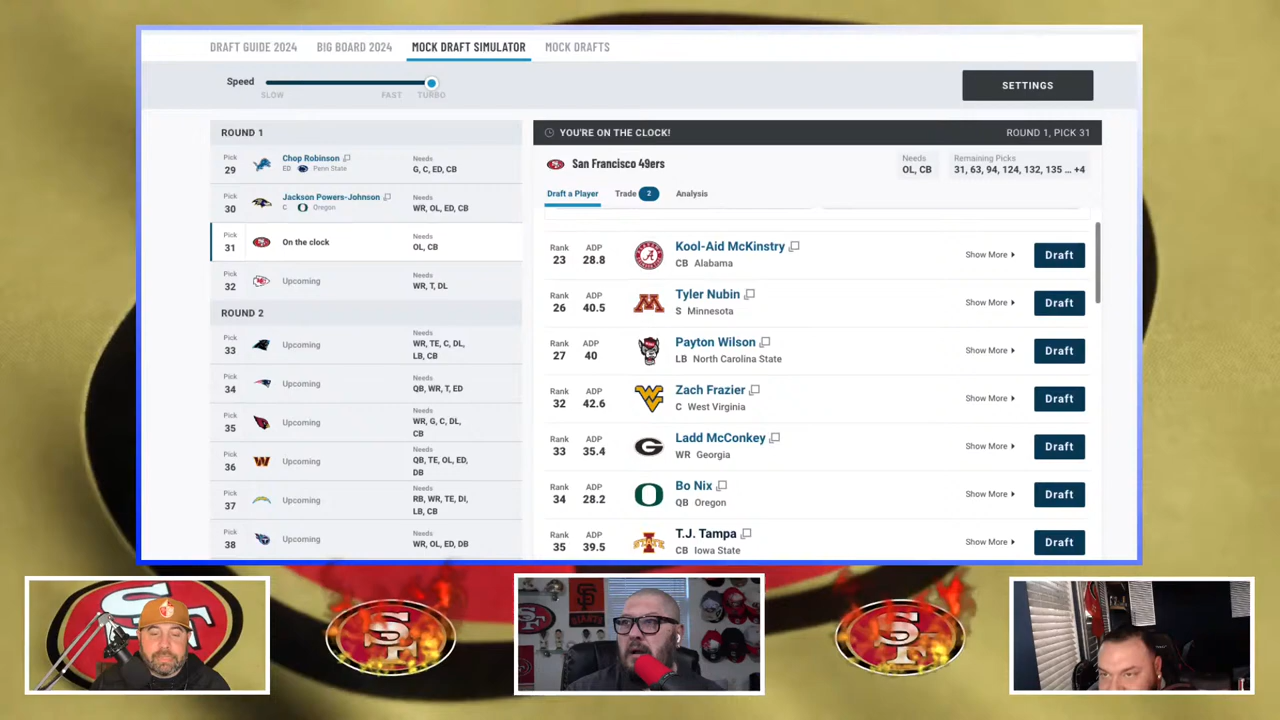 DRAFT GUIDE 2024 BIG BOARD 2024 MOCK DRAFT SIMULATOR MOCK DRAFTS
Speed
SLOW FAST TURBO
SETTINGS
ROUND 1
Pick 29 Chop Robinson Needs
ED Penn State G, C, ED, CB
Pick 30 Jackson Powers-Johnson Needs
C Oregon WR, OL, ED, CB
Pick 31 On the clock Needs
OL, CB
Pick 32 Upcoming Needs
WR, T, DL
ROUND 2
Pick 33 Upcoming Needs
WR, TE, C, DL,
LB, CB
Pick 34 Upcoming Needs
QB, WR, T, ED
Pick 35 Upcoming Needs
WR, G, C, DL,
CB
Pick 36 Upcoming Needs
QB, TE, OL, ED,
DB
Pick 37 Upcoming Needs
RB, WR, TE, DI,
LB, CB
Pick 38 Upcoming Needs
WR, OL, ED, DB
YOU'RE ON THE CLOCK! ROUND 1, PICK 31
San Francisco 49ers
Needs Remaining Picks
OL, CB 31, 63, 94, 124, 132, 135 ... +4
Draft a Player Trade 2 Analysis
Rank ADP Kool-Aid McKinstry Show More Draft
23 28.8 CB Alabama
Rank ADP Tyler Nubin Show More Draft
26 40.5 S Minnesota
Rank ADP Payton Wilson Show More Draft
27 40 LB North Carolina State
Rank ADP Zach Frazier Show More Draft
32 42.6 C West Virginia
Rank ADP Ladd McConkey Show More Draft
33 35.4 WR Georgia
Rank ADP Bo Nix Show More Draft
34 28.2 QB Oregon
Rank ADP T.J. Tampa Show More Draft
35 39.5 CB Iowa State
SF
SF
GIANTS
SF